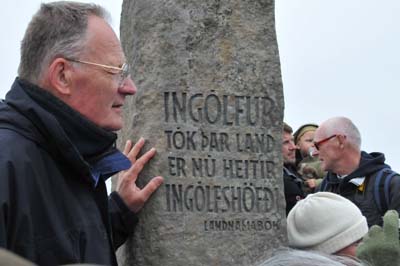 INGÓLFUR
TÓK ÞAR LAND
ER NÚ HEITIR
INGÓLFSHÖFÐI
LANDNÁMABÓK